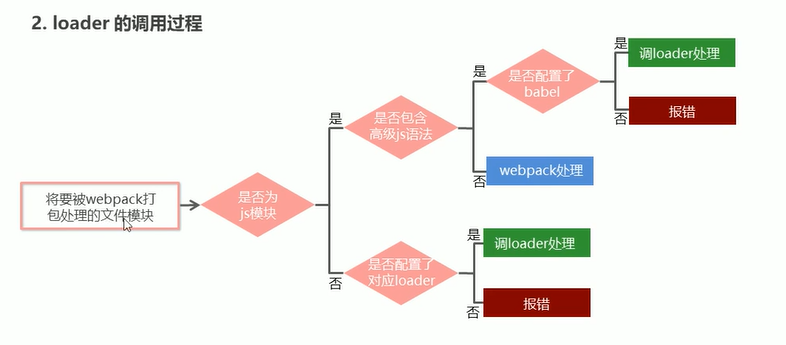 2. loader 的调用过程
将要被webpack打
包处理的文件模块
是否为
js模块
是
是否包含
高级js语法
是
是否配置了
babel
是
调loader处理
否
报错
否
webpack处理
否
是否配置了
对应loader
是
调loader处理
否
报错